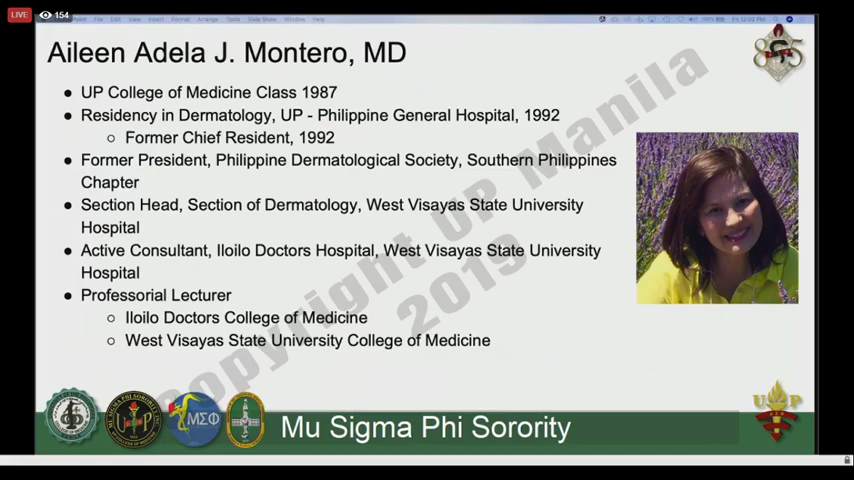 LIVE 154
Aileen Adela J. Montero, MD
● UP College of Medicine Class 1987
● Residency in Dermatology, UP - Philippine General Hospital, 1992
○ Former Chief Resident, 1992
● Former President, Philippine Dermatological Society, Southern Philippines
Chapter
● Section Head, Section of Dermatology, West Visayas State University
Hospital
● Active Consultant, Iloilo Doctors Hospital, West Visayas State University
Hospital
● Professorial Lecturer
○ Iloilo Doctors College of Medicine
○ West Visayas State University College of Medicine
Copyright UP Manila
2019
85
ΜΣΦ
Mu Sigma Phi Sorority
UP